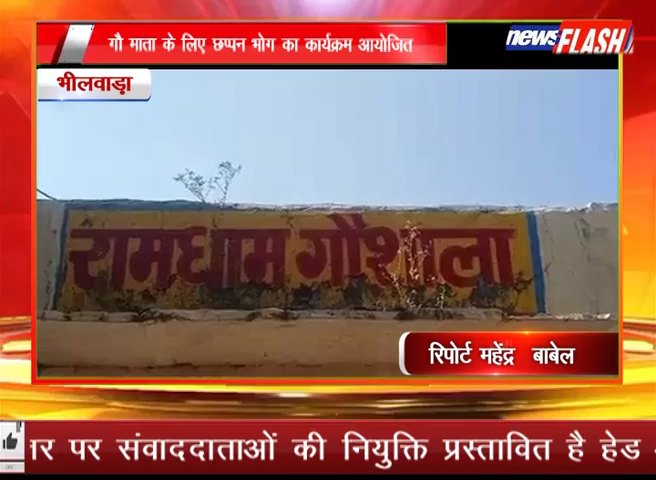 गौ माता के लिए छप्पन भोग का कार्यक्रम आयोजित
news FLASH
भीलवाड़ा
रामधाम गौशाला
रिपोर्ट महेंद्र बाबेल
पर संवाददाताओं की नियुक्ति प्रस्तावित है हेड